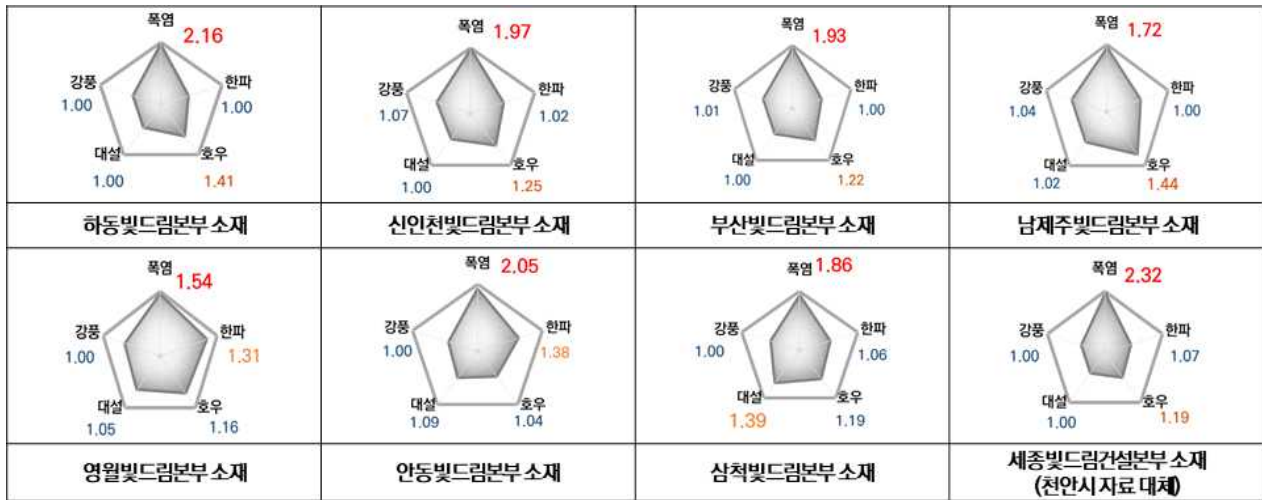 폭염
2.16
강풍
한파
1.00
1.00
대설
호우
1.00
1.41
하동빛드림본부 소재
폭염
1.97
강풍
한파
1.07
1.02
대설
호우
1.00
1.25
신인천빛드림본부 소재
폭염
1.93
강풍
한파
1.01
1.00
대설
호우
1.00
1.22
부산빛드림본부 소재
폭염
1.72
강풍
한파
1.04
1.00
대설
호우
1.02
1.44
남제주빛드림본부 소재
폭염
1.54
강풍
한파
1.00
1.31
대설
호우
1.05
1.16
영월빛드림본부 소재
폭염
2.05
강풍
한파
1.00
1.38
대설
호우
1.09
1.04
안동빛드림본부 소재
폭염
1.86
강풍
한파
1.00
1.06
대설
호우
1.39
1.19
삼척빛드림본부 소재
폭염
2.32
강풍
한파
1.00
1.07
대설
호우
1.00
1.19
세종빛드림건설본부 소재
(천안시 자료 대체)